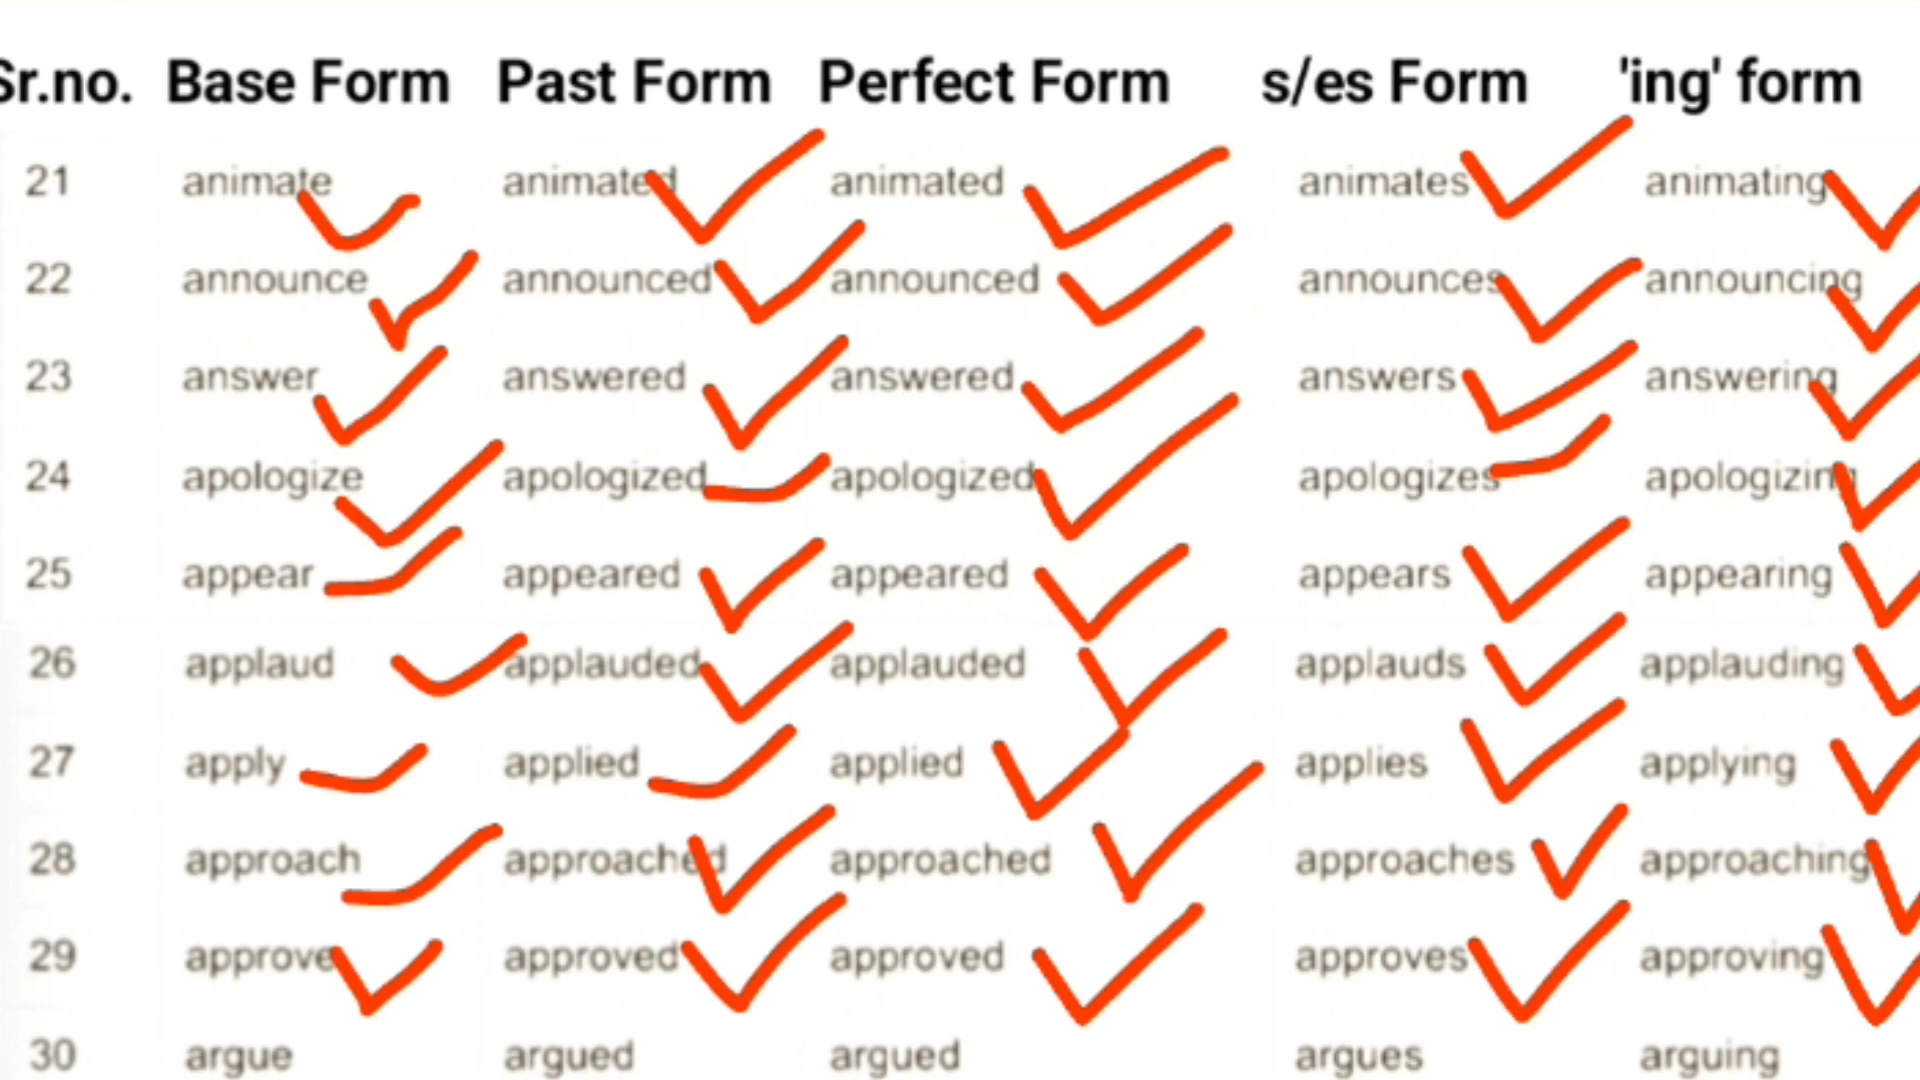 Sr.no. Base Form Past Form Perfect Form s/es Form 'ing' form
21 animate animated animated animates animating
22 announce announced announced announces announcing
23 answer answered answered answers answering
24 apologize apologized apologized apologizes apologizing
25 appear appeared appeared appears appearing
26 applaud applauded applauded applauds applauding
27 apply applied applied applies applying
28 approach approached approached approaches approaching
29 approve approved approved approves approving
30 argue argued argued argues arguing